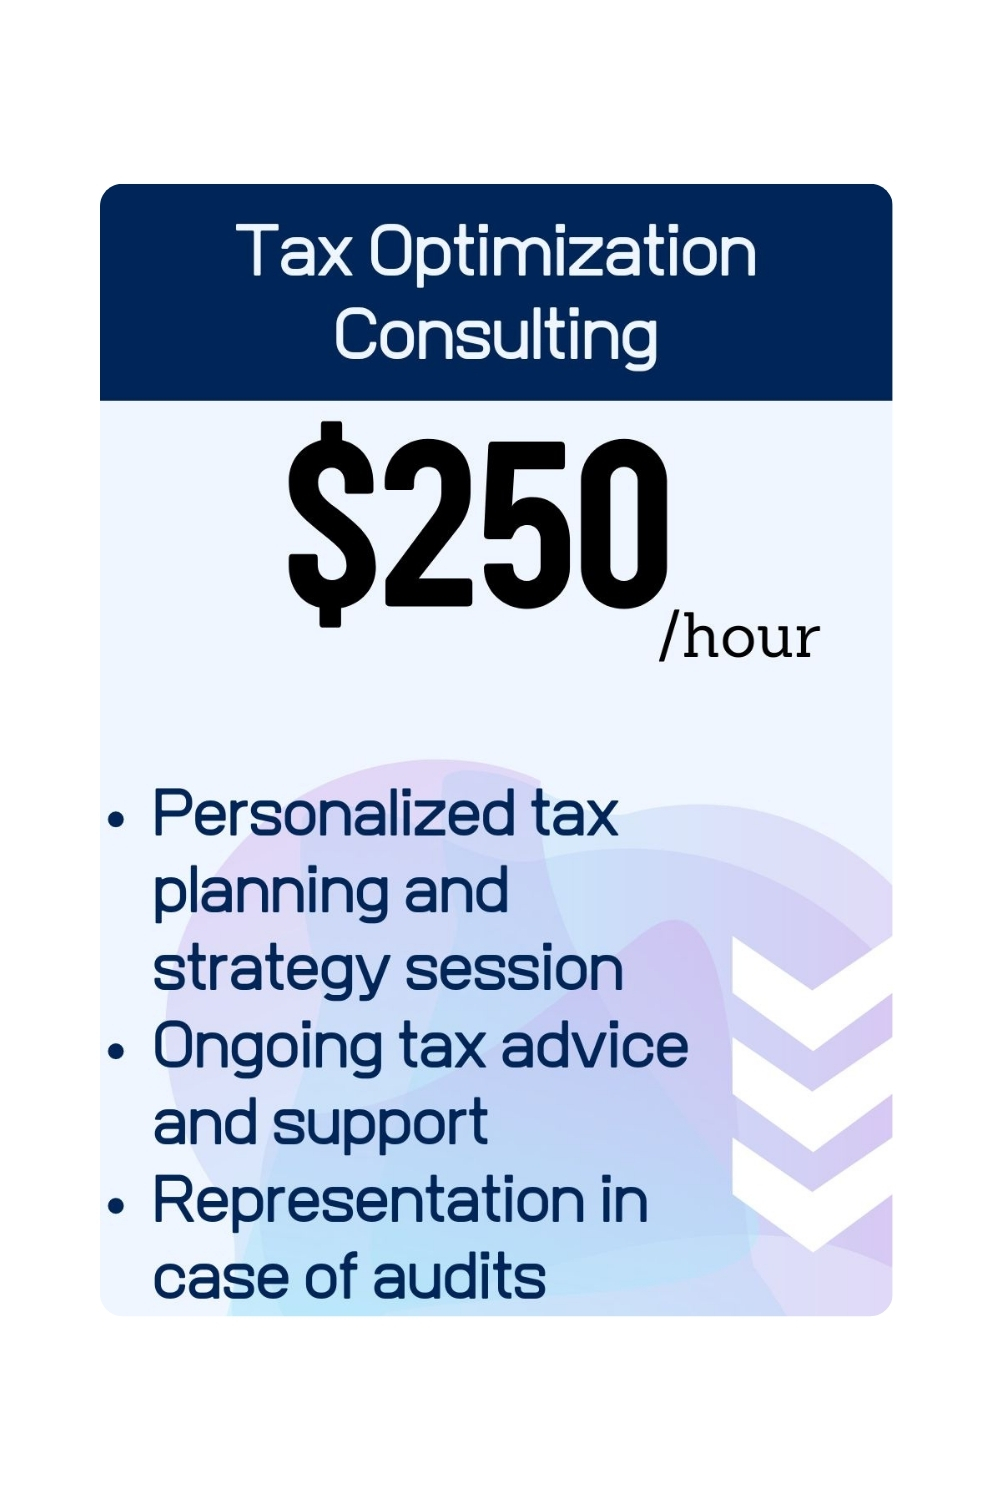 Tax Optimization
Consulting
$250
/hour
• Personalized tax
planning and
strategy session
• Ongoing tax advice
and support
• Representation in
case of audits